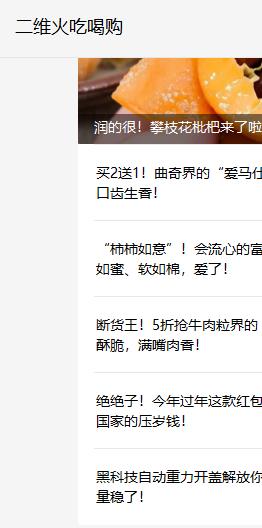 二维火吃喝购
润的很！攀枝花枇杷来了啦
买2送1！曲奇界的“爱马仕
口齿生香！
“柿柿如意”！会流心的富
如蜜、软如棉，爱了！
断货王！5折抢牛肉粒界的
酥脆，满嘴肉香！
绝绝子！今年过年这款红包
国家的压岁钱！
黑科技自动重力开盖解放你
量稳了！